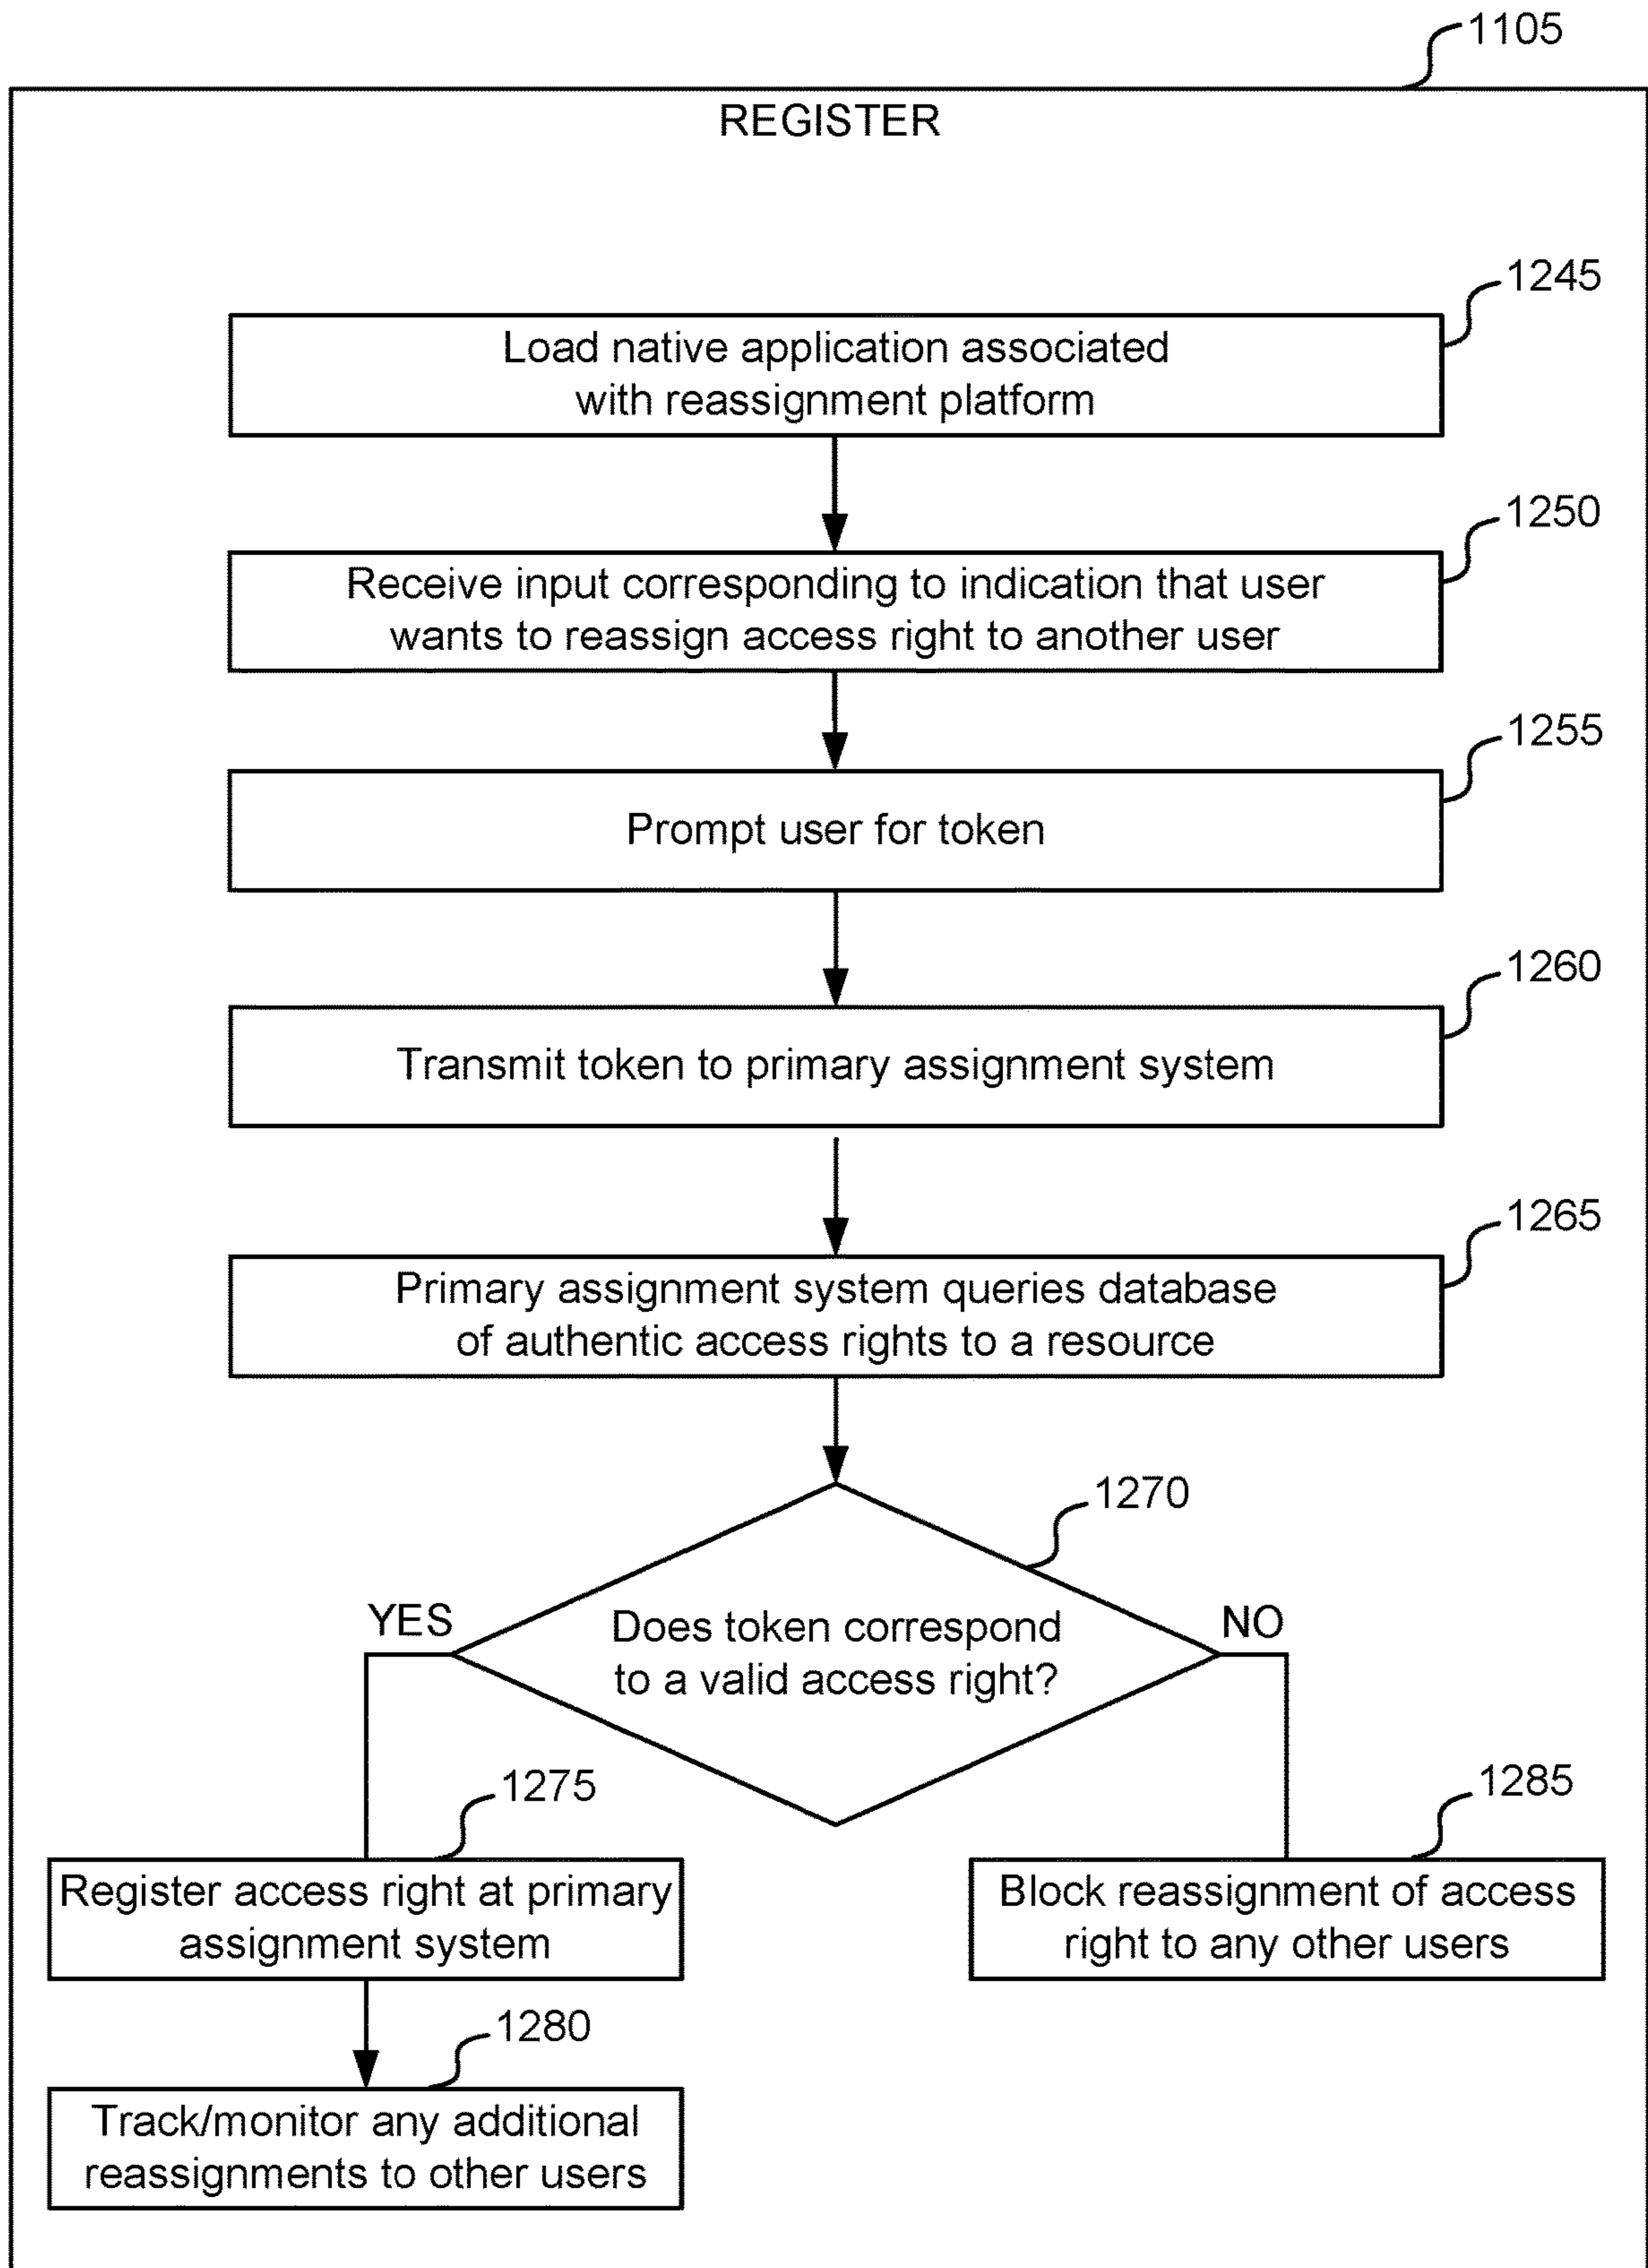 1105
REGISTER
1245
Load native application associated
with reassignment platform
1250
Receive input corresponding to indication that user
wants to reassign access right to another user
1255
Prompt user for token
1260
Transmit token to primary assignment system
1265
Primary assignment system queries database
of authentic access rights to a resource
1270
YES
NO
Does token correspond
to a valid access right?
1275
1285
Register access right at primary
assignment system
Block reassignment of access
right to any other users
1280
Track/monitor any additional
reassignments to other users